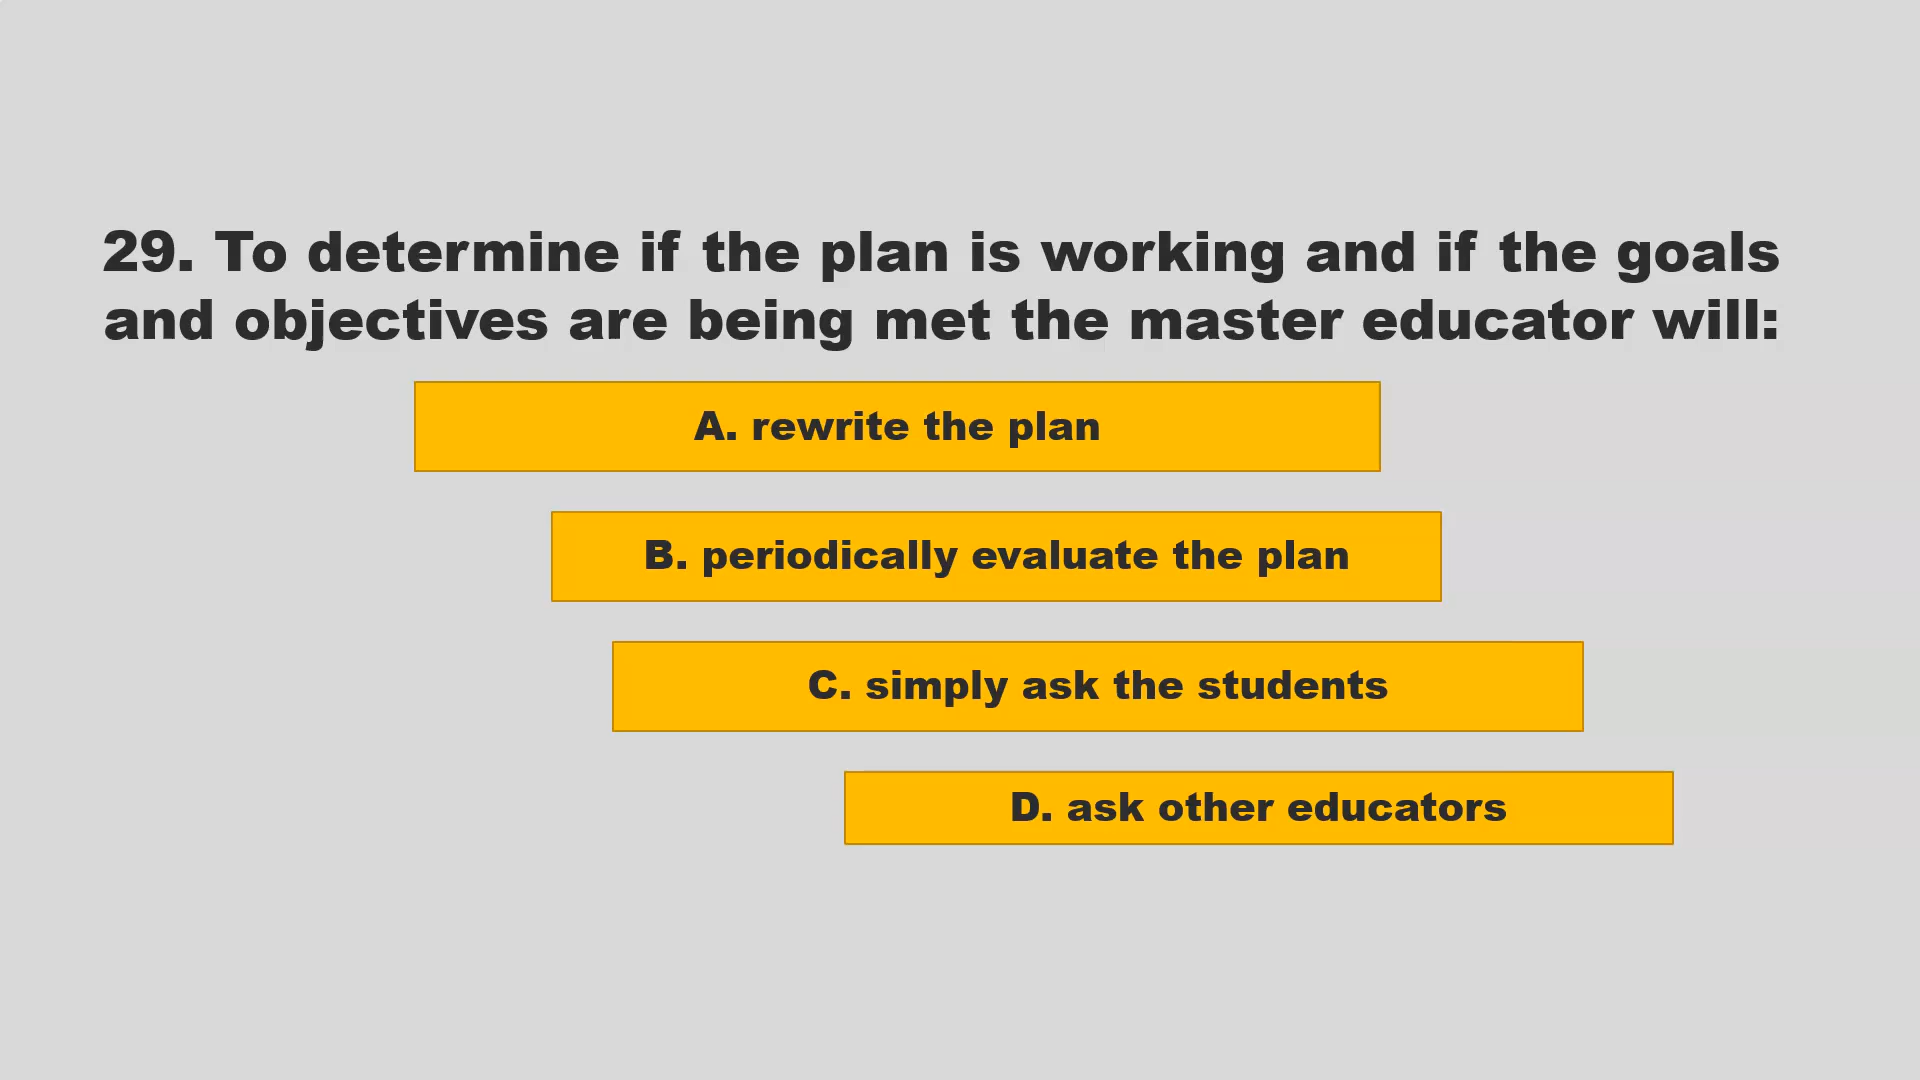 29. To determine if the plan is working and if the goals
and objectives are being met the master educator will:
A. rewrite the plan
B. periodically evaluate the plan
C. simply ask the students
D. ask other educators